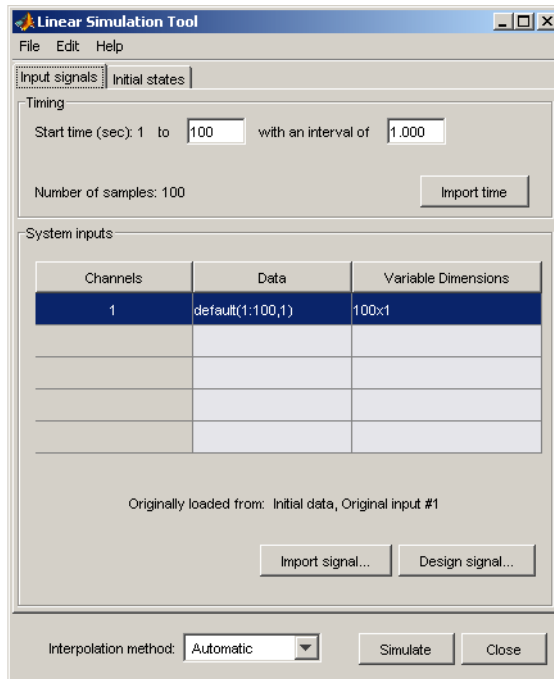 Linear Simulation Tool
File Edit Help
Input signals Initial states
Timing
Start time (sec): 1 to 100 with an interval of 1.000
Number of samples: 100 Import time
System inputs
Channels Data Variable Dimensions
1 default(1:100,1) 100x1
Originally loaded from: Initial data, Original input #1
Import signal... Design signal...
Interpolation method: Automatic Simulate Close